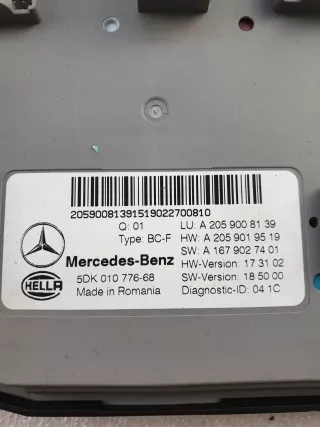 20590081391519022700810
Q: 01 LU: A 205 900 81 39
Type: BC-F HW: A 205 901 95 19
SW: A 167 902 74 01
Mercedes-Benz HW-Version: 17 31 02
HELLA 5DK 010 776-68 SW-Version: 18 50 00
Made in Romania Diagnostic-ID: 04 1C